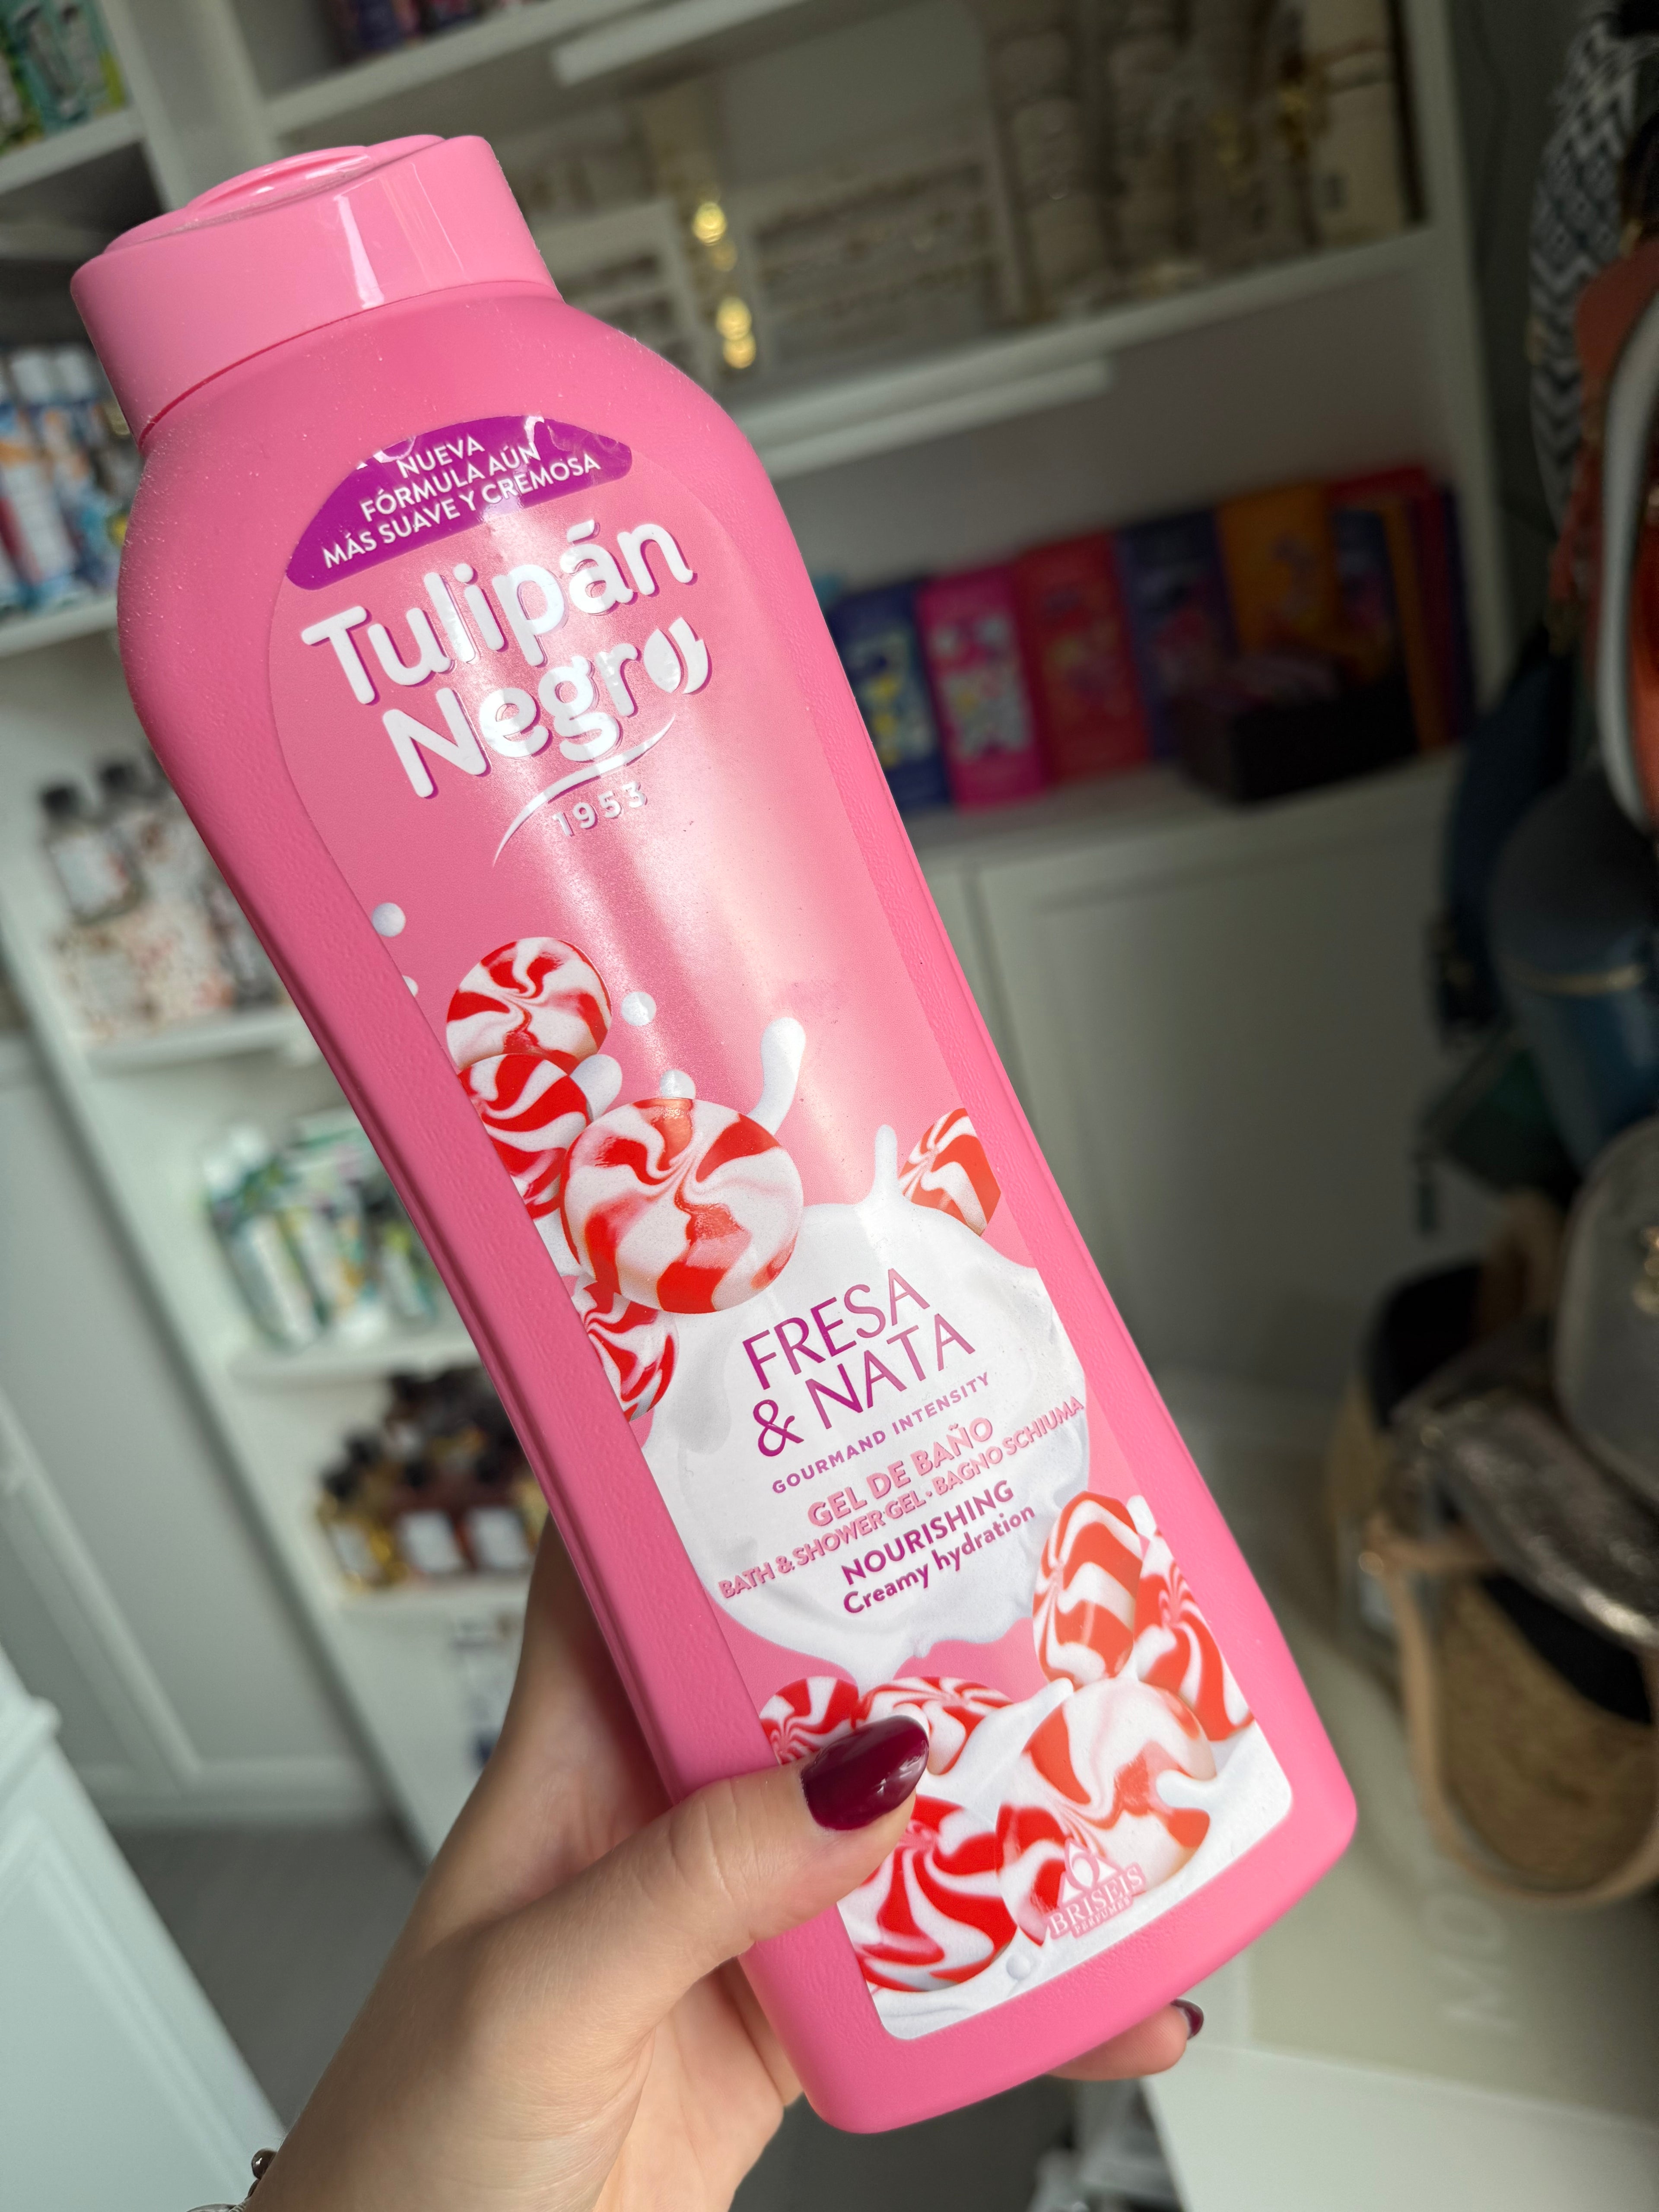 NUEVA
FÓRMULA AÚN
MÁS SUAVE Y CREMOSA
Tulipán
Negro
1953
FRESA
& NATA
GOURMAND INTENSITY
GEL DE BAÑO
BATH & SHOWER GEL · BAGNO SCHIUMA
NOURISHING
Creamy hydration
BRISEIS
PERFUMES